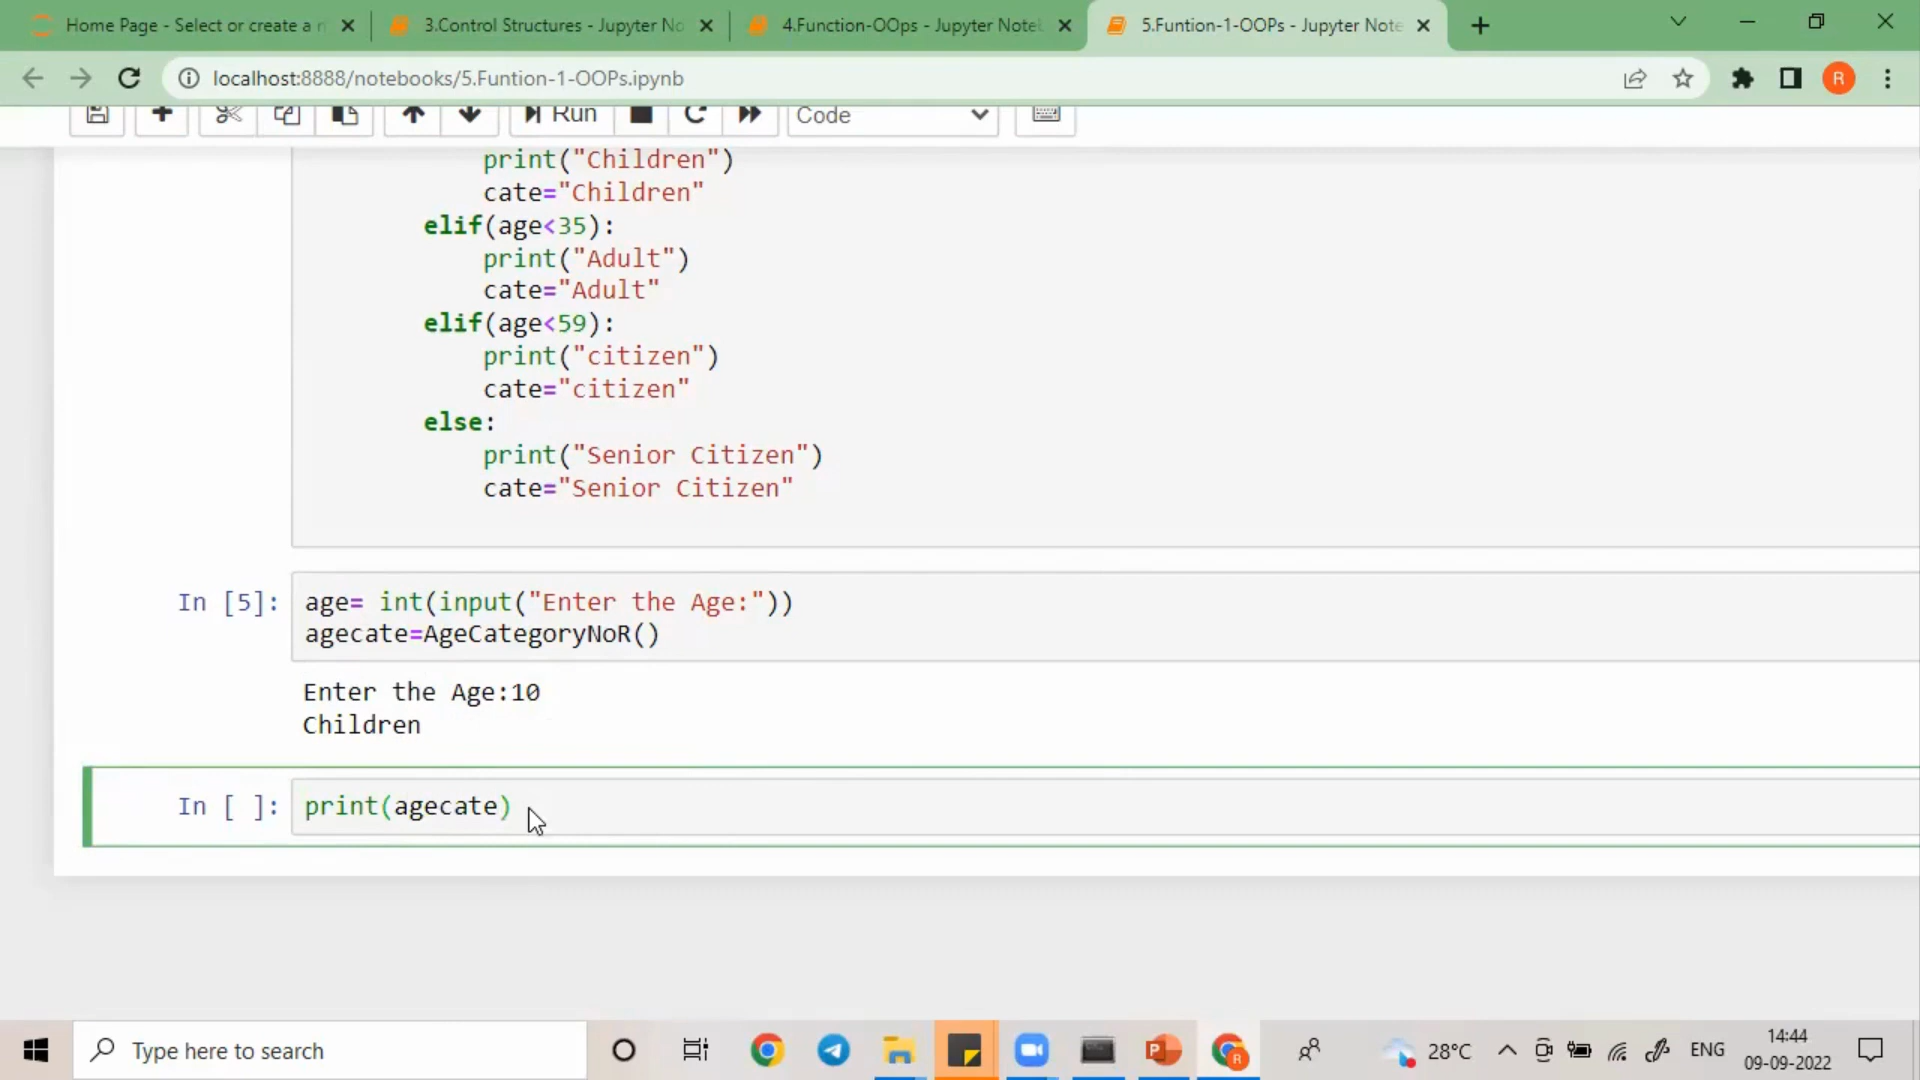 Home Page - Select or create a n
3.Control Structures - Jupyter No
4.Function-OOps - Jupyter Note
5.Funtion-1-OOPs - Jupyter Note
localhost:8888/notebooks/5.Funtion-1-OOPs.ipynb
R
Run
Code
print("Children")
cate="Children"
elif(age<35):
print("Adult")
cate="Adult"
elif(age<59):
print("citizen")
cate="citizen"
else:
print("Senior Citizen")
cate="Senior Citizen"
In [5]:
age= int(input("Enter the Age:"))
agecate=AgeCategoryNoR()
Enter the Age:10
Children
In [ ]:
print(agecate)
Type here to search
28°C
ENG
14:44
09-09-2022